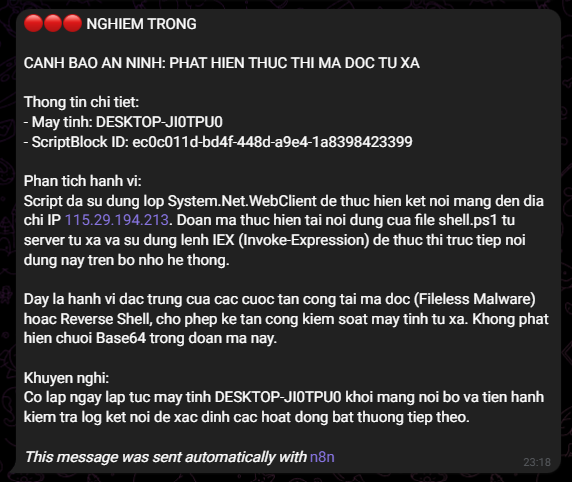 🔴🔴🔴 NGHIEM TRONG
CANH BAO AN NINH: PHAT HIEN THUC THI MA DOC TU XA
Thong tin chi tiet:
- May tinh: DESKTOP-JI0TPU0
- ScriptBlock ID: ec0c011d-bd4f-448d-a9e4-1a8398423399
Phan tich hanh vi:
Script da su dung lop System.Net.WebClient de thuc hien ket noi mang den dia
chi IP 115.29.194.213. Doan ma thuc hien tai noi dung cua file shell.ps1 tu
server tu xa va su dung lenh IEX (Invoke-Expression) de thuc thi truc tiep noi
dung nay tren bo nho he thong.
Day la hanh vi dac trung cua cac cuoc tan cong tai ma doc (Fileless Malware)
hoac Reverse Shell, cho phep ke tan cong kiem soat may tinh tu xa. Khong phat
hien chuoi Base64 trong doan ma nay.
Khuyen nghi:
Co lap ngay lap tuc may tinh DESKTOP-JI0TPU0 khoi mang noi bo va tien hanh
kiem tra log ket noi de xac dinh cac hoat dong bat thuong tiep theo.
This message was sent automatically with n8n
23:18